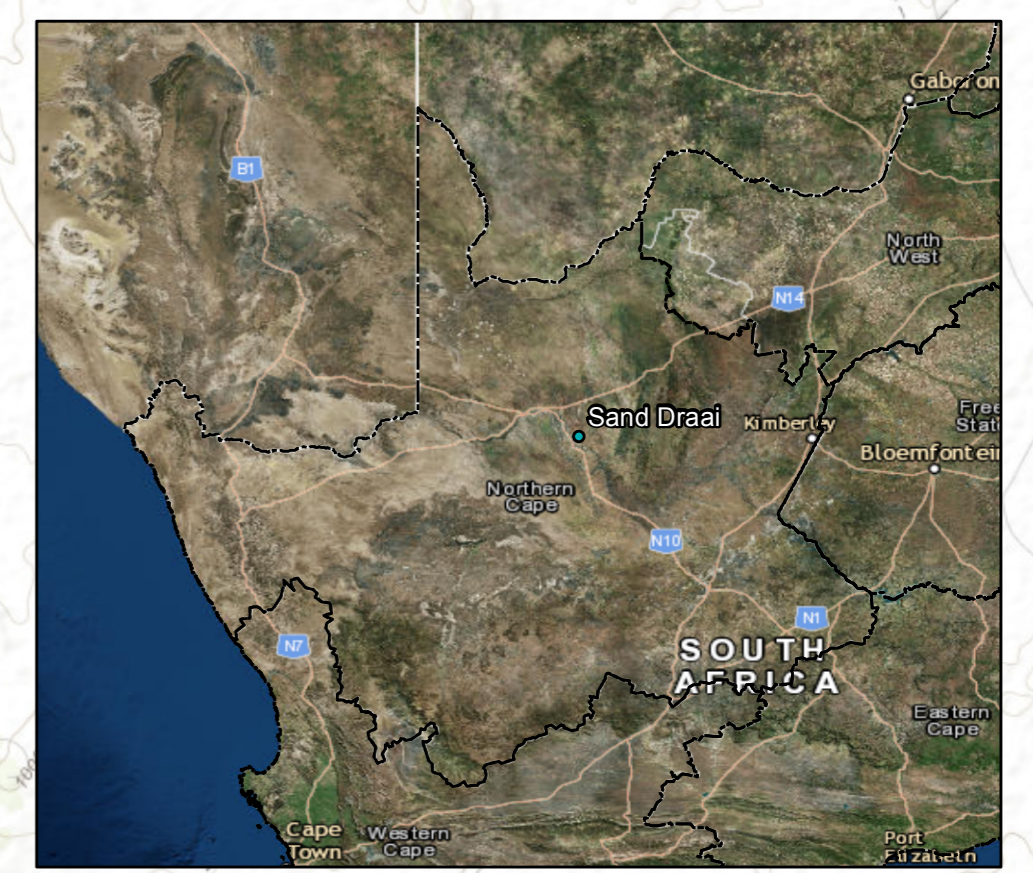 Gaboron
B1
North
West
N14
Sand Draai
Kimberley
Free
State
Bloemfontein
Northern
Cape
N10
N1
N7
SOUTH
AFRICA
Eastern
Cape
Cape
Town
Western
Cape
Port
Elizabeth